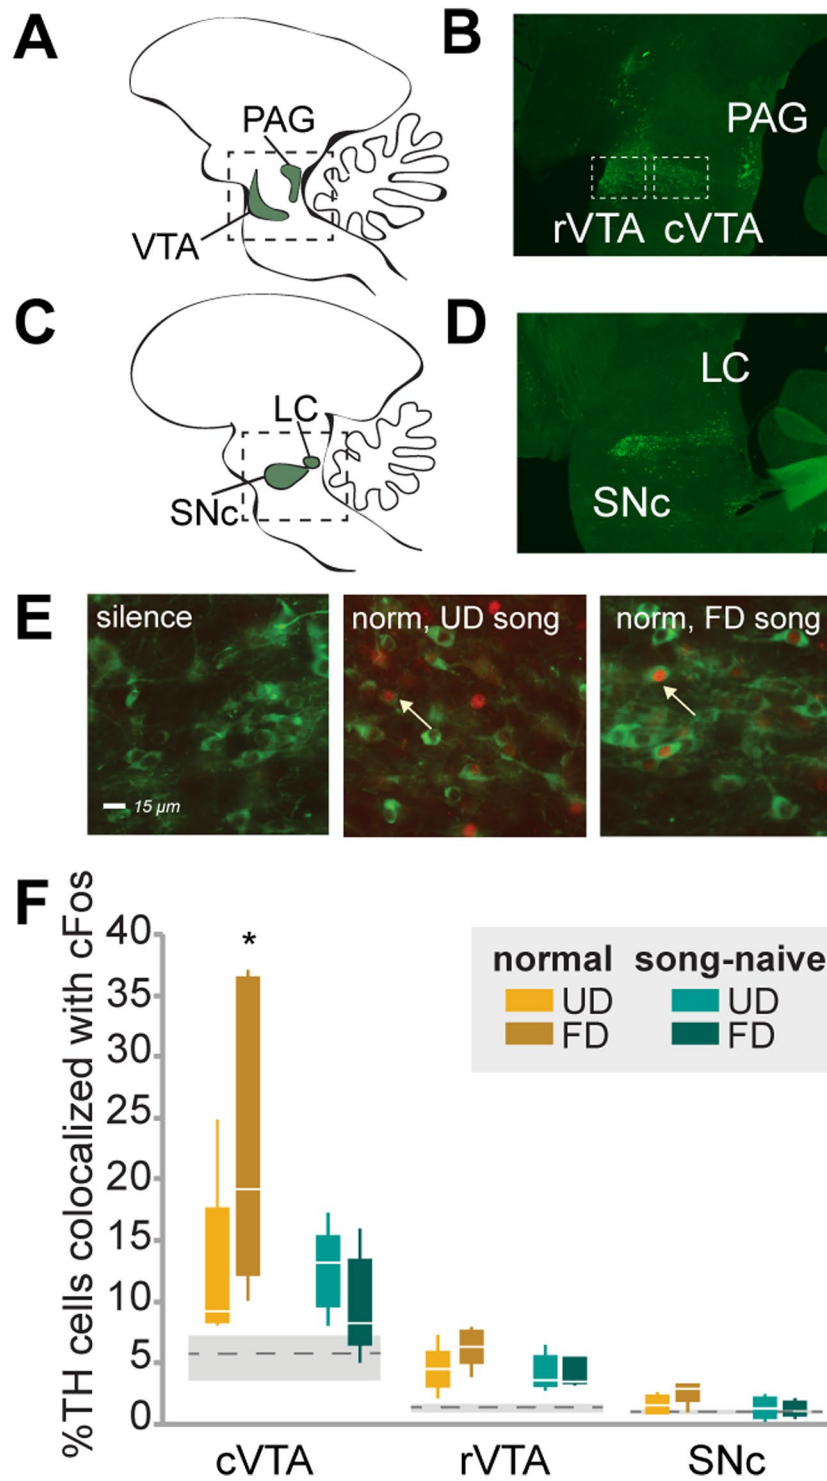 A
PAG
VTA
B
PAG
rVTA cVTA
C
LC
SNc
D
LC
SNc
E
silence
norm, UD song
norm, FD song
15 µm
F
%TH cells colocalized with cFos
40
35
30
25
20
15
10
5
0
*
normal song-naive
UD UD
FD FD
cVTA rVTA SNc